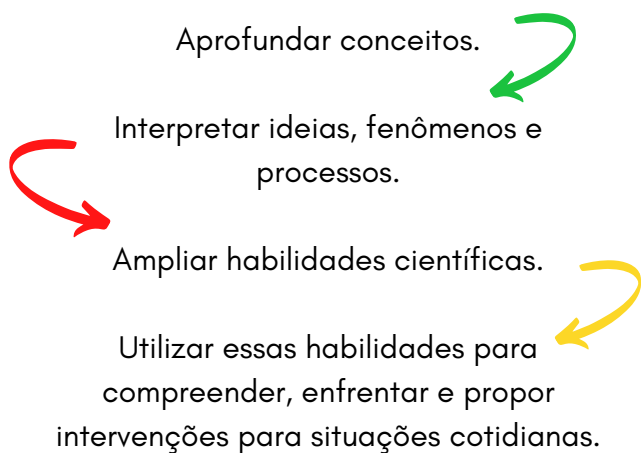 Aprofundar conceitos.
Interpretar ideias, fenômenos e
processos.
Ampliar habilidades científicas.
Utilizar essas habilidades para
compreender, enfrentar e propor
intervenções para situações cotidianas.